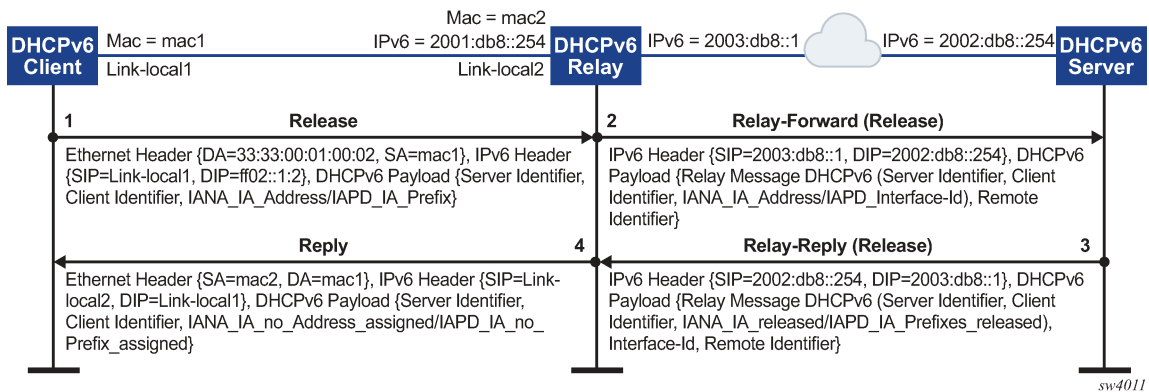 Mac = mac2
DHCPv6
Client
Mac = mac1
IPv6 = 2001:db8::254
Link-local1
Link-local2
DHCPv6
Relay
IPv6 = 2003:db8::1
IPv6 = 2002:db8::254
DHCPv6
Server
1
Release
Ethernet Header {DA=33:33:00:01:00:02, SA=mac1}, IPv6 Header
{SIP=Link-local1, DIP=ff02::1:2}, DHCPv6 Payload {Server Identifier,
Client Identifier, IANA_IA_Address/IAPD_IA_Prefix}
2
Relay-Forward (Release)
IPv6 Header {SIP=2003:db8::1, DIP=2002:db8::254}, DHCPv6
Payload {Relay Message DHCPv6 (Server Identifier, Client
Identifier, IANA_IA_Address/IAPD_Interface-Id), Remote
Identifier}
Reply
4
Ethernet Header {SA=mac2, DA=mac1}, IPv6 Header {SIP=Link-
local2, DIP=Link-local1}, DHCPv6 Payload {Server Identifier,
Client Identifier, IANA_IA_no_Address_assigned/IAPD_IA_no_
Prefix_assigned}
Relay-Reply (Release)
3
IPv6 Header {SIP=2002:db8::254, DIP=2003:db8::1}, DHCPv6
Payload {Relay Message DHCPv6 (Server Identifier, Client
Identifier, IANA_IA_released/IAPD_IA_Prefixes_released),
Interface-Id, Remote Identifier}
sw4011